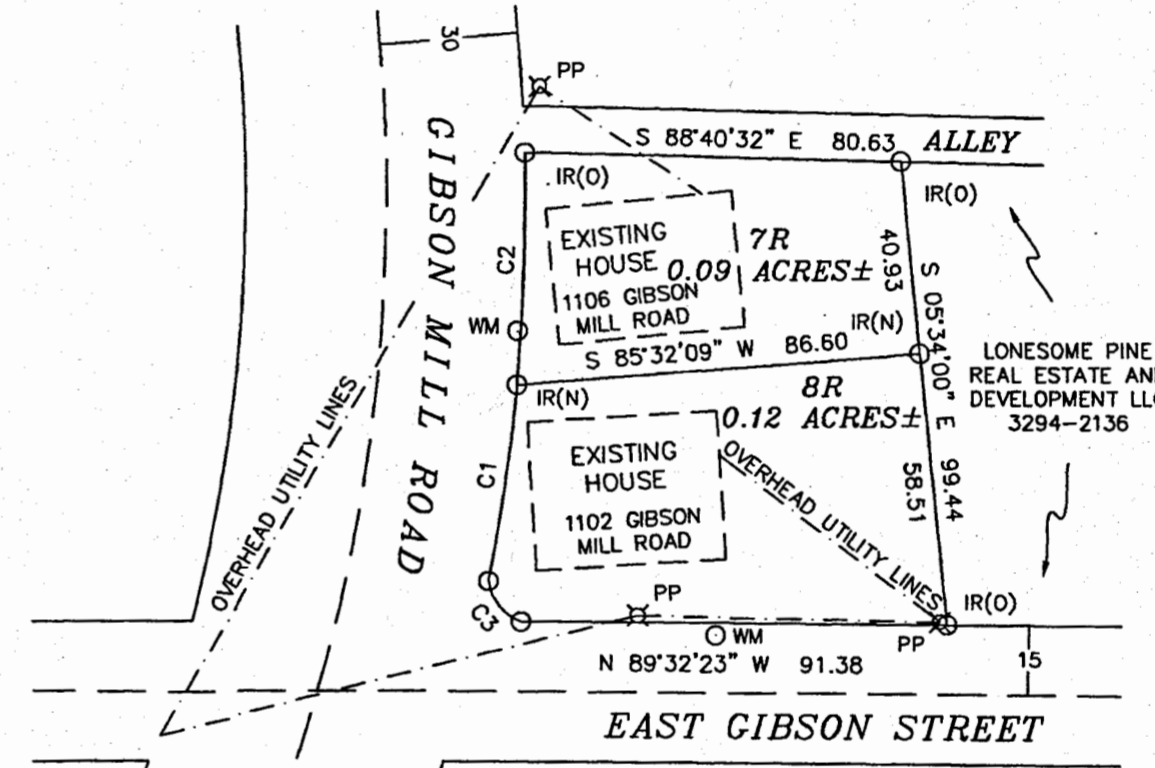 30
PP
S 88°40'32" E 80.63 ALLEY
IR(O)
IR(O)
GIBSON MILL ROAD
C2
EXISTING
HOUSE
1106 GIBSON
MILL ROAD
7R
0.09 ACRES±
40.93
S 05°34'00" E 99.44
WM
IR(N)
S 85°32'09" W 86.60
IR(N)
LONESOME PINE
REAL ESTATE AN
DEVELOPMENT LL
3294-2136
8R
0.12 ACRES±
C1
EXISTING
HOUSE
1102 GIBSON
MILL ROAD
OVERHEAD UTILITY LINES
58.51
OVERHEAD UTILITY LINES
C3
PP
IR(O)
WM
PP
N 89°32'23" W 91.38
15
EAST GIBSON STREET